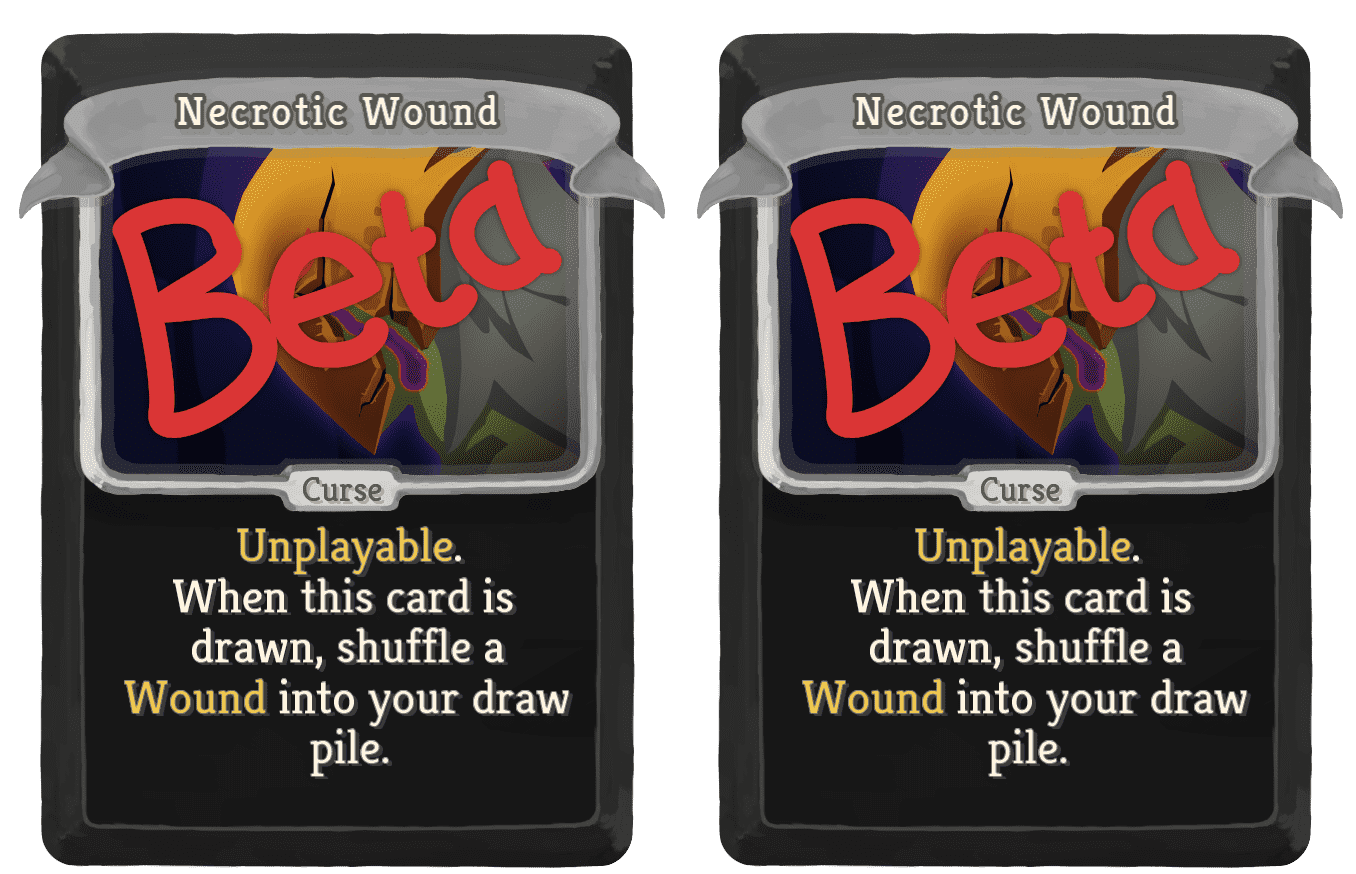 Necrotic Wound
Beta
Curse
Unplayable.
When this card is
drawn, shuffle a
Wound into your draw
pile.
Necrotic Wound
Beta
Curse
Unplayable.
When this card is
drawn, shuffle a
Wound into your draw
pile.